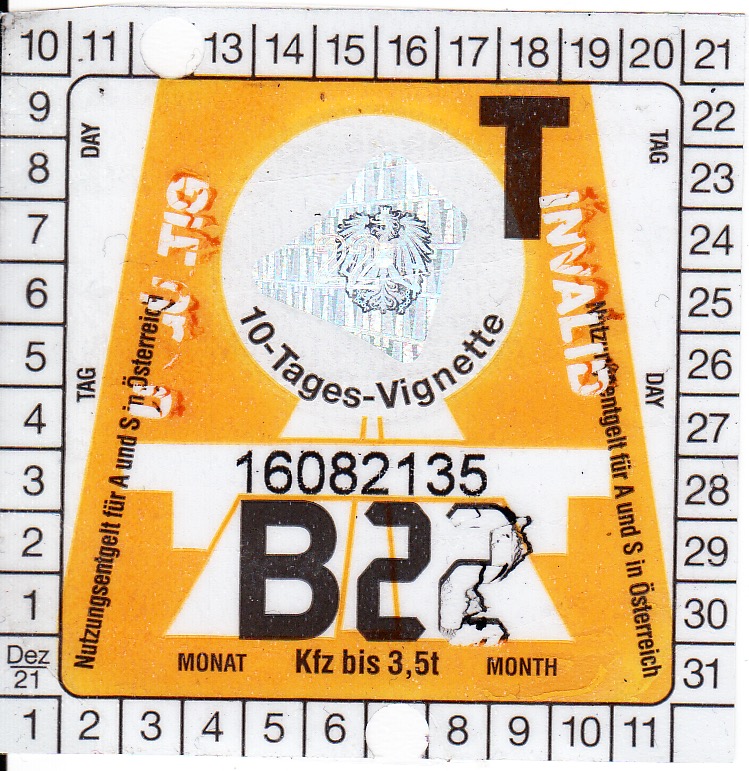 10 11 13 14 15 16 17 18 19 20 21
9 22
8 23
7 24
6 25
5 26
4 27
3 28
2 29
1 30
Dez
21
31
1 2 3 4 5 6 8 9 10 11
DAY
TAG
T
INVALID
10-Tages-Vignette
TAG
DAY
Nutzungsentgelt für A und S in Österreich
Nutzungsentgelt für A und S in Österreich
16082135
B22
MONAT Kfz bis 3,5t MONTH